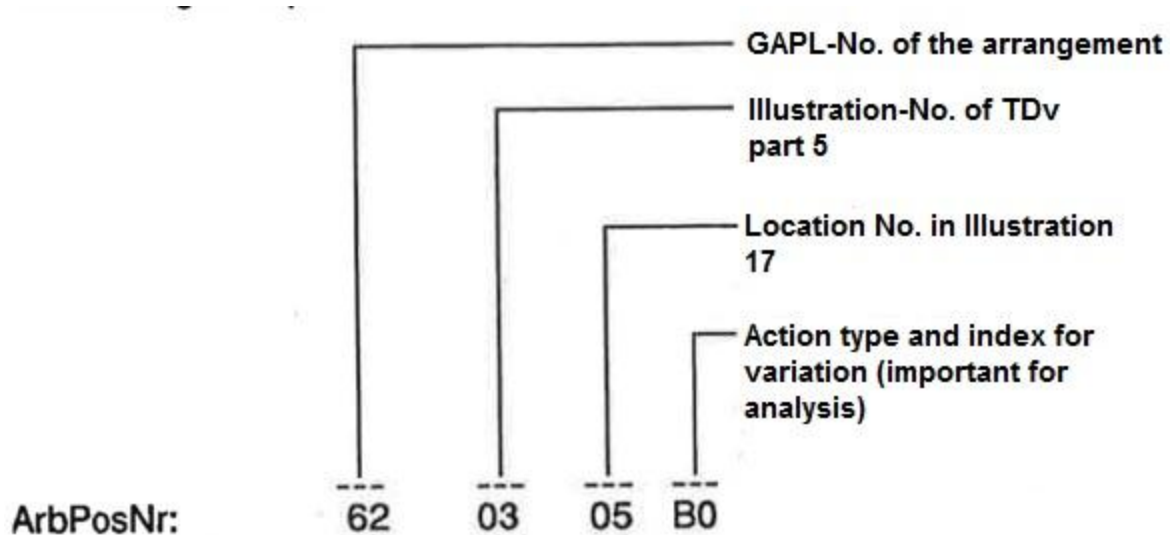 GAPL-No. of the arrangement
Illustration-No. of TDv
part 5
Location No. in Illustration
17
Action type and index for
variation (important for
analysis)
ArbPosNr: 62 03 05 B0